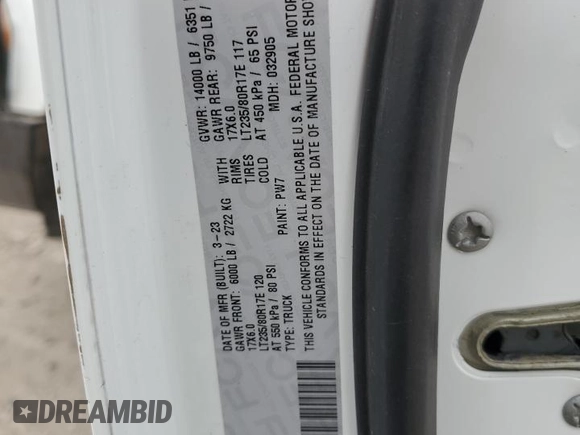 DATE OF MFR (BUILT): 3-23 GVWR: 14000 LB / 6351
GAWR FRONT: 6000 LB / 2722 KG WITH GAWR REAR: 9750 LB /
17X6.0 RIMS 17X6.0
LT235/80R17E 120 TIRES LT235/80R17E 117
AT 550 kPa / 80 PSI COLD AT 450 kPa / 65 PSI
TYPE: TRUCK PAINT: PW7 MDH: 032905
THIS VEHICLE CONFORMS TO ALL APPLICABLE U.S.A. FEDERAL MOTOR
STANDARDS IN EFFECT ON THE DATE OF MANUFACTURE SHO
DREAMBID